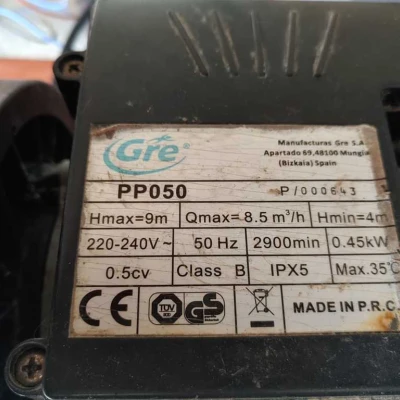 Gre
Manufacturas Gre S.A
Apartado 69,48100 Mungia
(Bizkaia) Spain
PP050 P/000643
Hmax=9m Qmax= 8.5 m³/h Hmin=4m
220-240V~ 50 Hz 2900min 0.45kW
0.5cv Class B IPX5 Max.35℃
CE TÜV GS MADE IN P.R.C